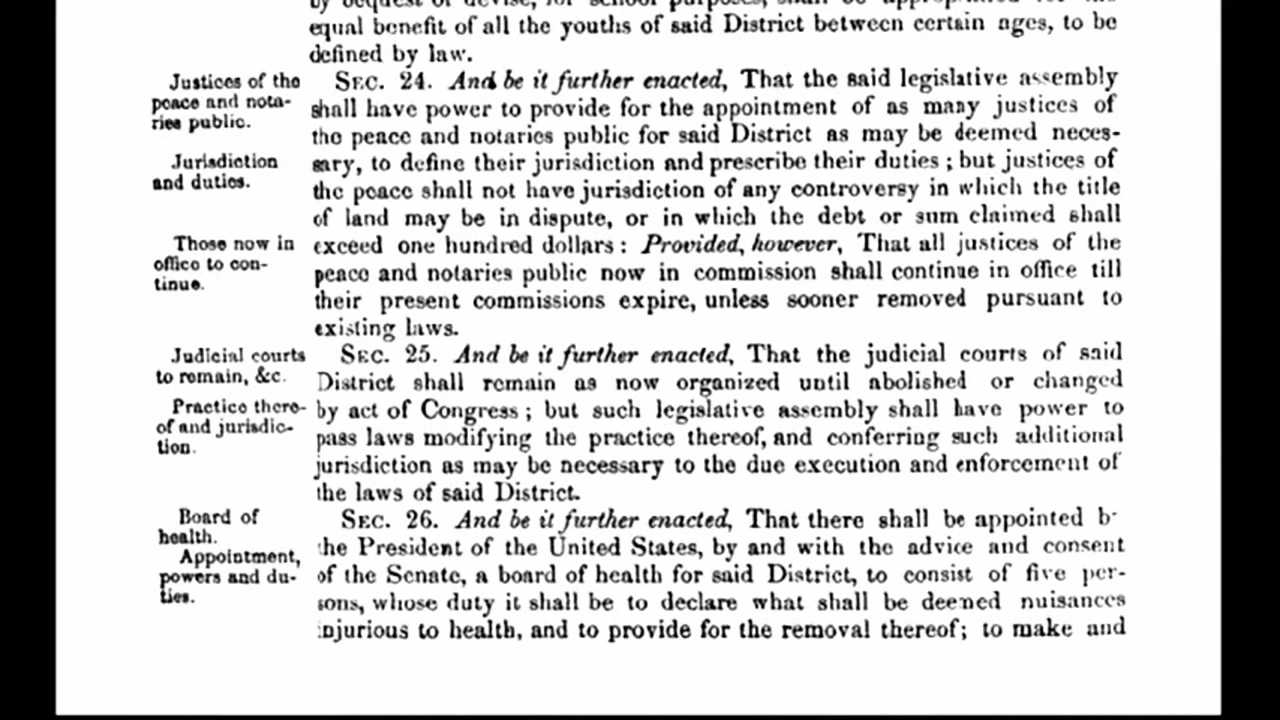 by bequest or devise, for school purposes, shall be appropriated for the
equal benefit of all the youths of said District between certain ages, to be
defined by law.
Justices of the
peace and nota-
ries public.
SEC. 24. And be it further enacted, That the said legislative assembly
shall have power to provide for the appointment of as many justices of
the peace and notaries public for said District as may be deemed neces-
Jurisdiction
and duties.
sary, to define their jurisdiction and prescribe their duties; but justices of
the peace shall not have jurisdiction of any controversy in which the title
of land may be in dispute, or in which the debt or sum claimed shall
Those now in
office to con-
tinue.
exceed one hundred dollars: Provided, however, That all justices of the
peace and notaries public now in commission shall continue in office till
their present commissions expire, unless sooner removed pursuant to
existing laws.
Judicial courts
to remain, &c.
SEC. 25. And be it further enacted, That the judicial courts of said
District shall remain as now organized until abolished or changed
Practice there-
of and jurisdic-
tion.
by act of Congress; but such legislative assembly shall have power to
pass laws modifying the practice thereof, and conferring such additional
jurisdiction as may be necessary to the due execution and enforcement of
the laws of said District.
Board of
health.
Appointment,
powers and du-
ties.
SEC. 26. And be it further enacted, That there shall be appointed b
the President of the United States, by and with the advice and consent
of the Senate, a board of health for said District, to consist of five per-
sons, whose duty it shall be to declare what shall be deemed nuisances
injurious to health, and to provide for the removal thereof; to make and